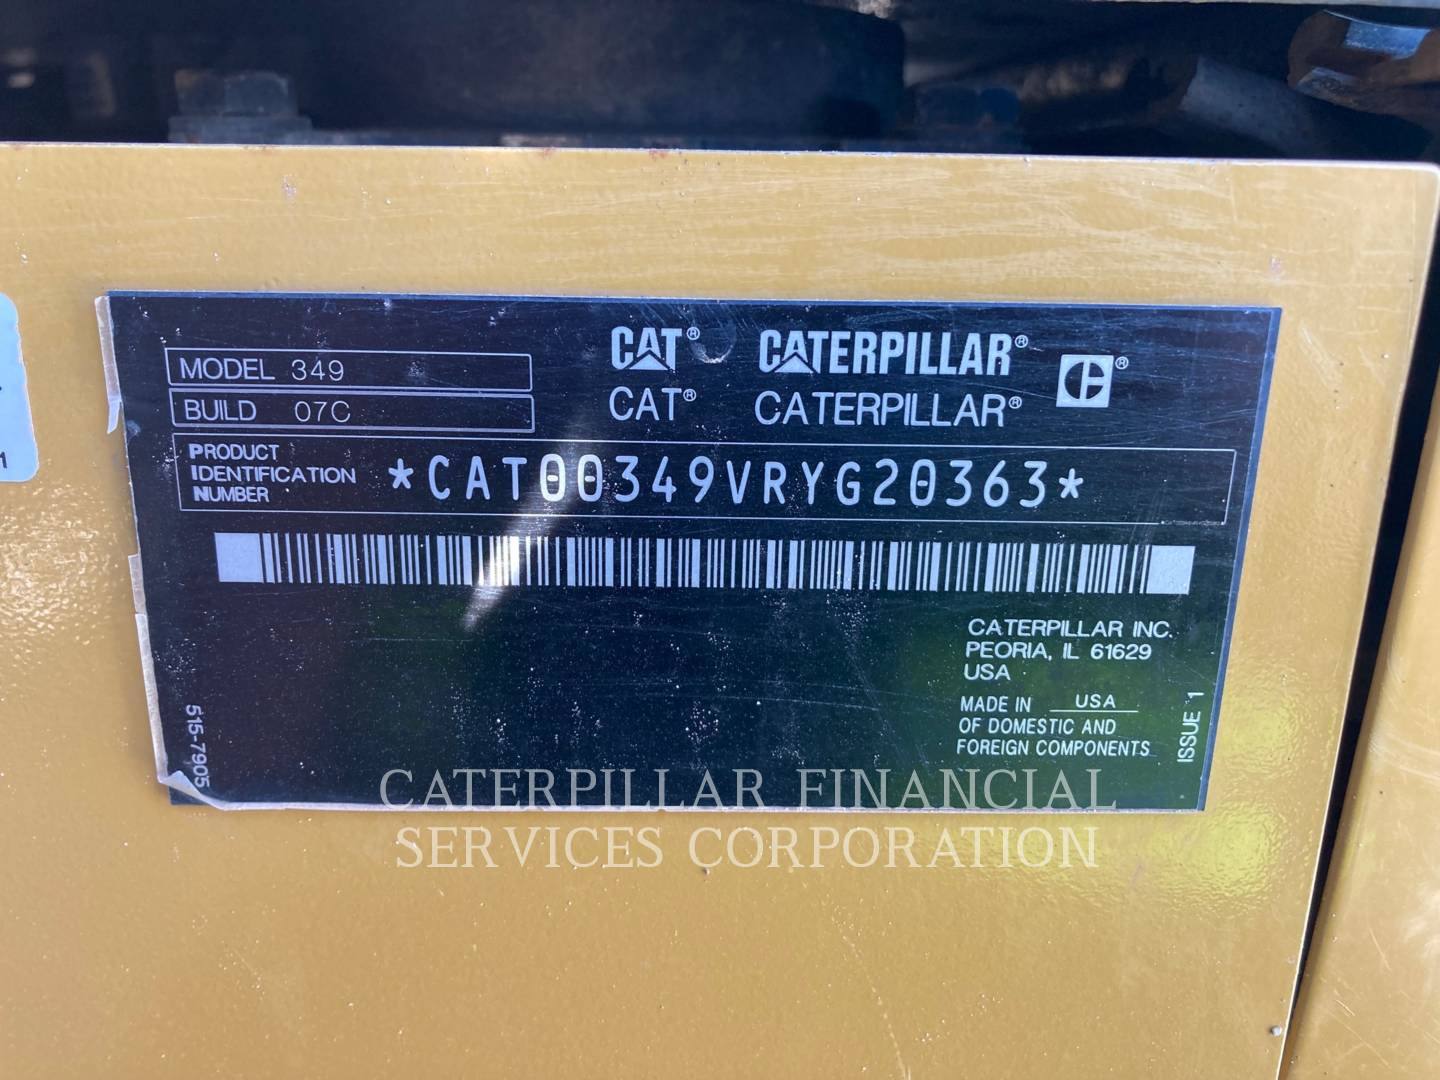 MODEL 349
BUILD 07C
CAT® CATERPILLAR® ®
CAT® CATERPILLAR®
PRODUCT
IDENTIFICATION
NUMBER
*CAT00349VRYG20363*
CATERPILLAR INC.
PEORIA, IL 61629
USA
MADE IN USA
OF DOMESTIC AND
FOREIGN COMPONENTS
ISSUE 1
515-7905
1
CATERPILLAR FINANCIAL
SERVICES CORPORATION